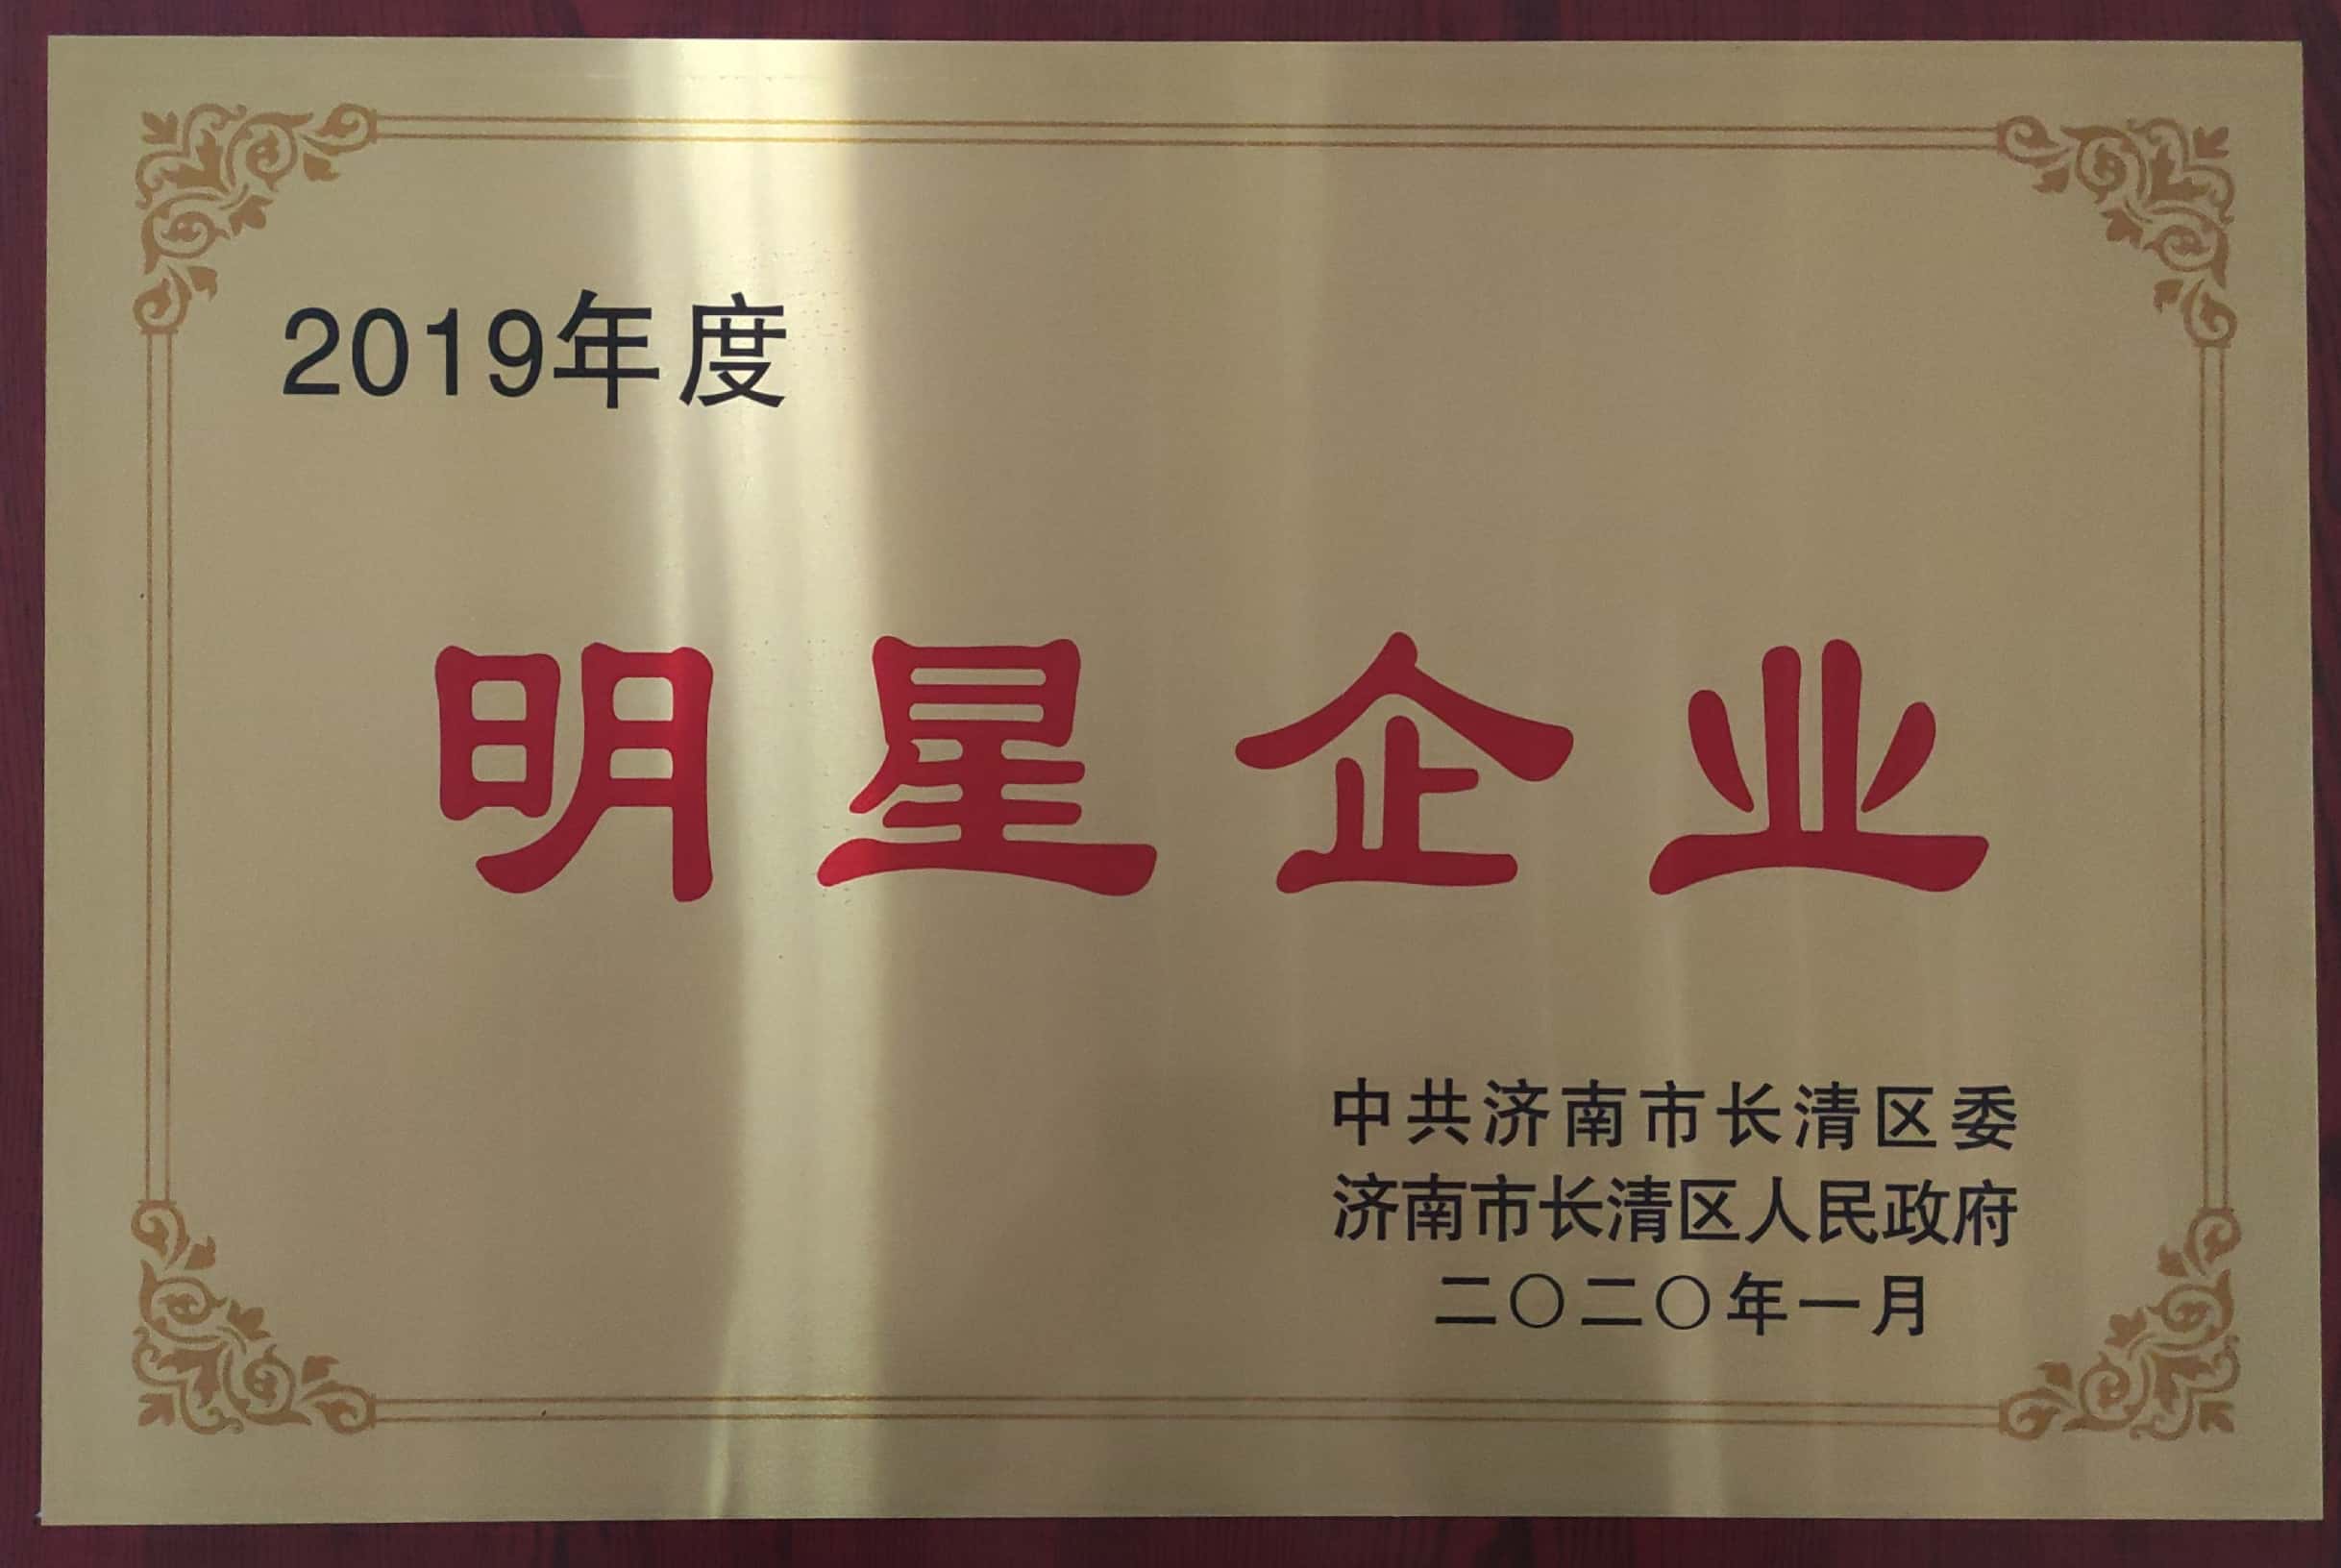 2019年度
明星企业
中共济南市长清区委
济南市长清区人民政府
二〇二〇年一月